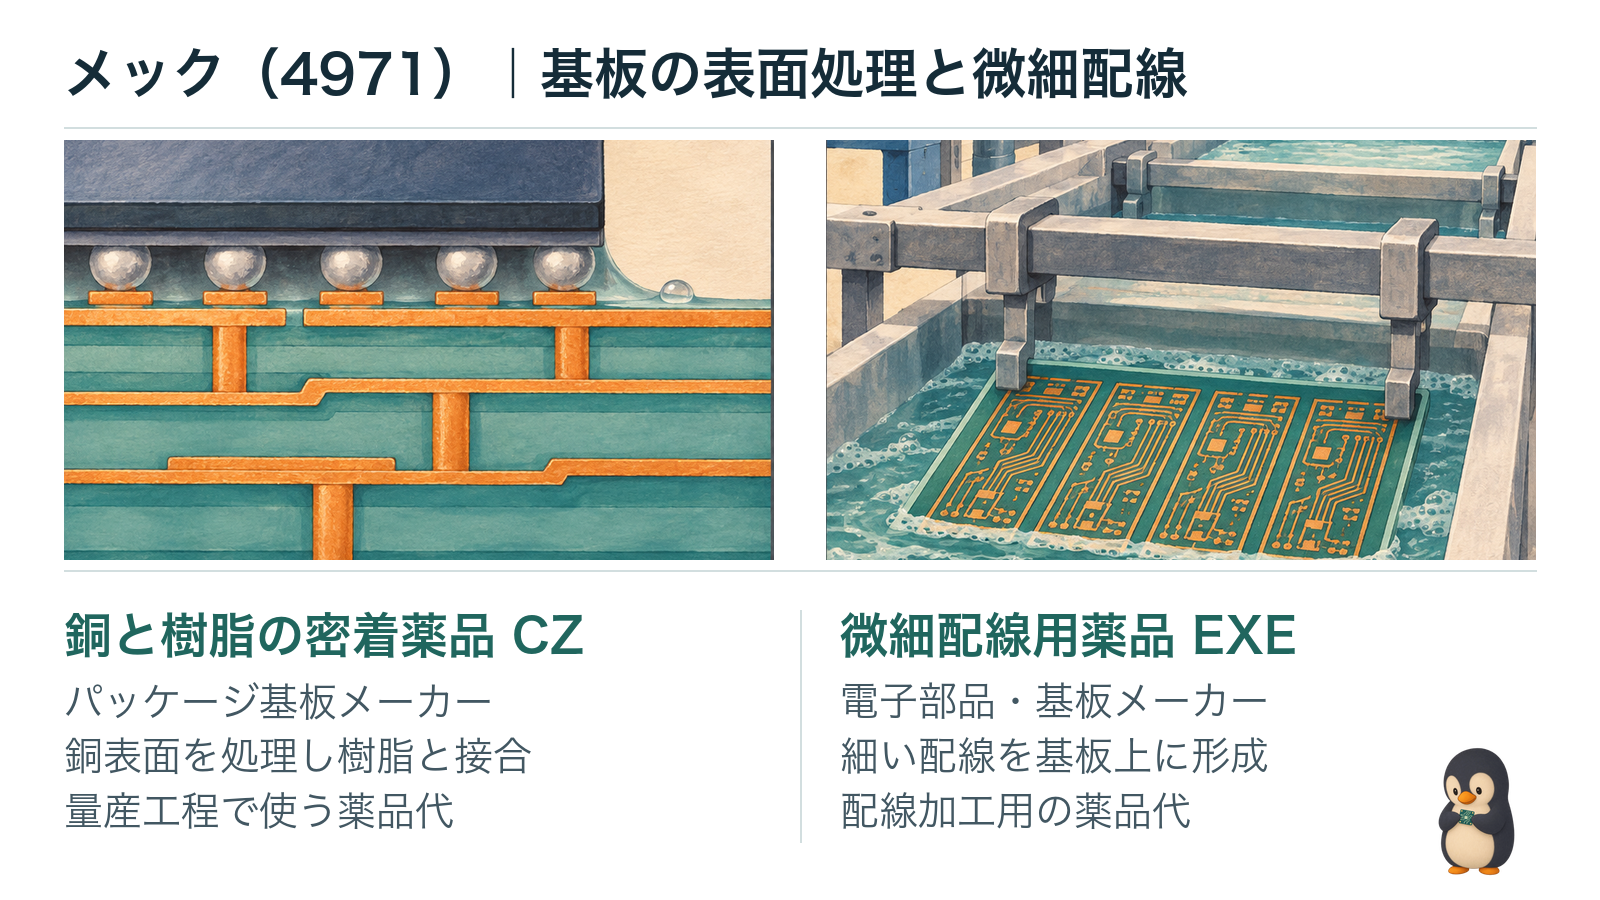 メック（4971）｜基板の表面処理と微細配線
銅と樹脂の密着薬品 CZ
パッケージ基板メーカー
銅表面を処理し樹脂と接合
量産工程で使う薬品代
微細配線用薬品 EXE
電子部品・基板メーカー
細い配線を基板上に形成
配線加工用の薬品代